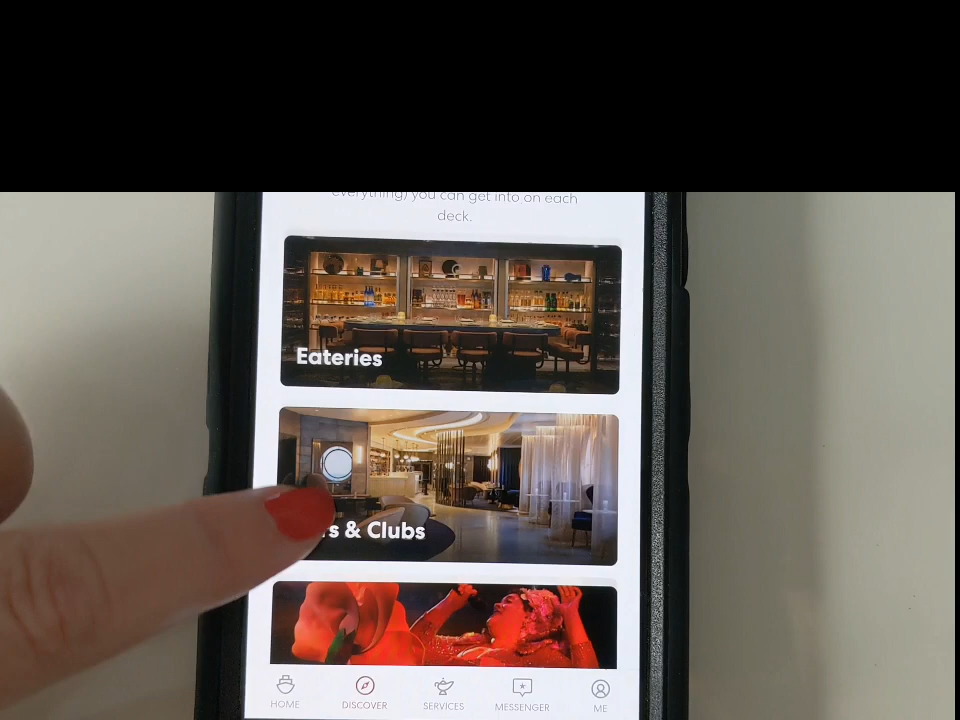 everything) you can get into on each
deck.
Eateries
s & Clubs
HOME
DISCOVER
SERVICES
MESSENGER
ME